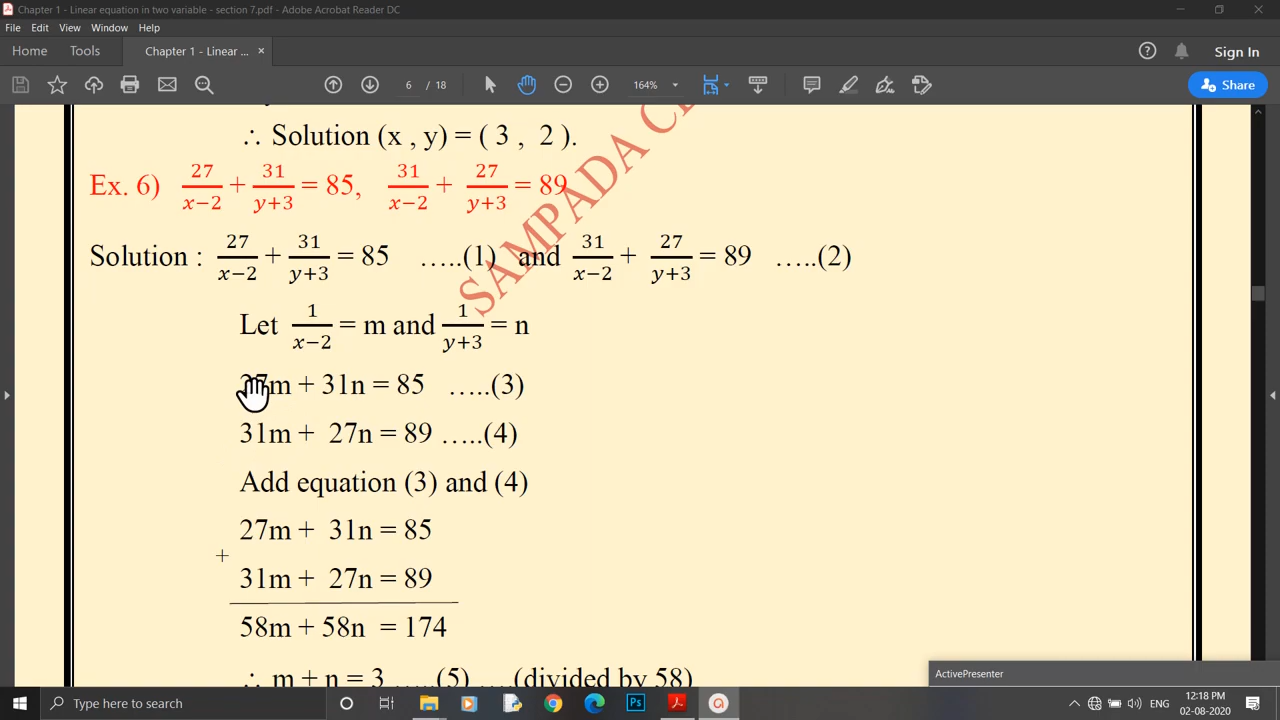 Chapter 1 - Linear equation in two variable - section 7.pdf - Adobe Acrobat Reader DC
File Edit View Window Help
Home Tools Chapter 1 - Linear ... × Sign In
6 / 18 164% Share
∴ Solution (x , y) = ( 3 , 2 ).
Ex. 6) 27/(x−2) + 31/(y+3) = 85, 31/(x−2) + 27/(y+3) = 89
Solution : 27/(x−2) + 31/(y+3) = 85 …..(1) and 31/(x−2) + 27/(y+3) = 89 …..(2)
Let 1/(x−2) = m and 1/(y+3) = n
27m + 31n = 85 …..(3)
31m + 27n = 89 …..(4)
Add equation (3) and (4)
27m + 31n = 85
+
31m + 27n = 89
58m + 58n = 174
∴ m + n = 3 …..(5) …. (divided by 58)
SAMPADA
ActivePresenter
Type here to search
Ps
ENG
12:18 PM
02-08-2020